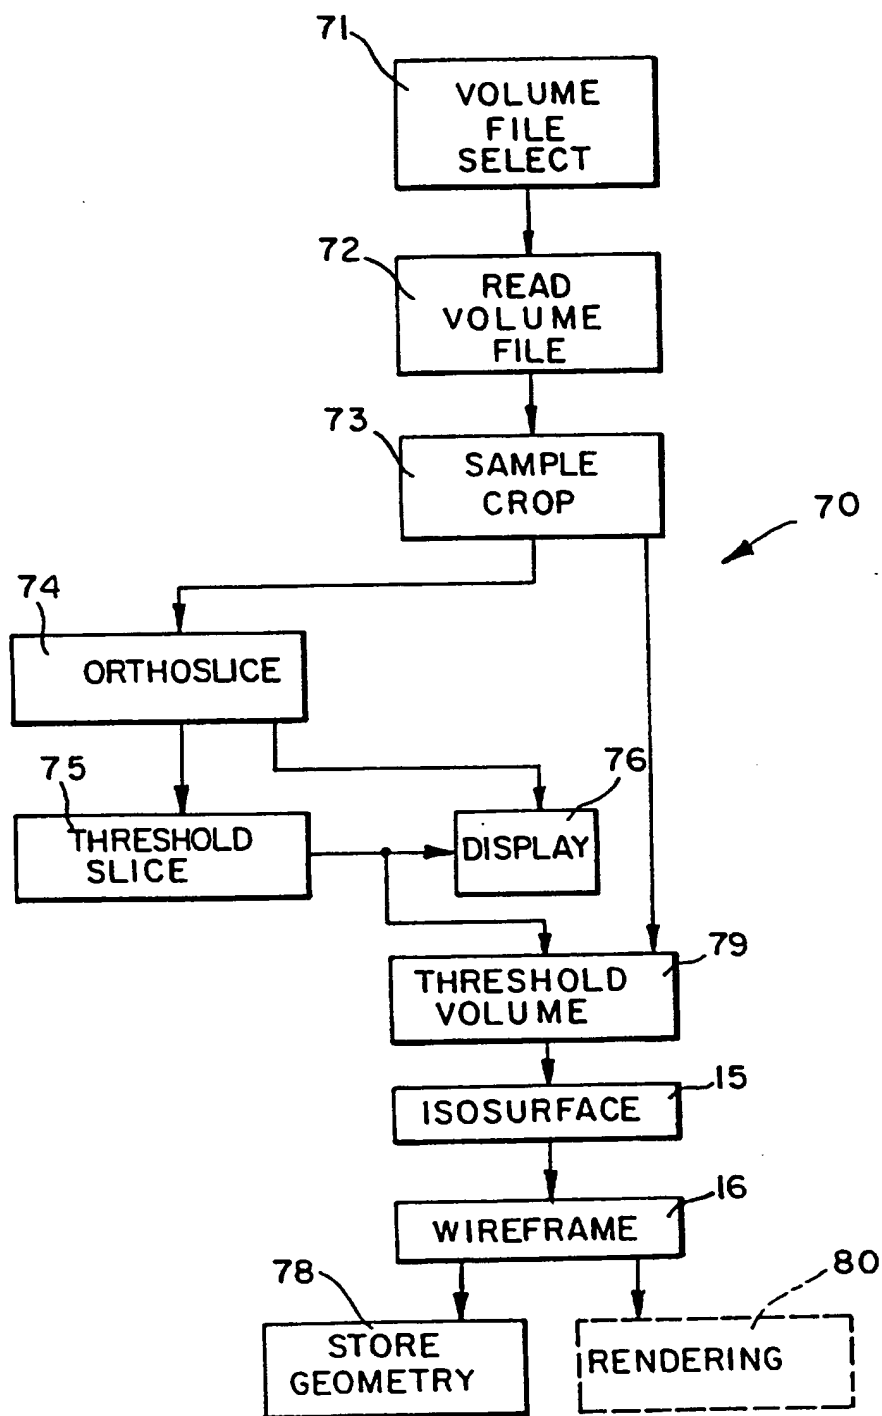 71
VOLUME
FILE
SELECT
72
READ
VOLUME
FILE
73
SAMPLE
CROP
70
74
ORTHOSLICE
75
THRESHOLD
SLICE
76
DISPLAY
79
THRESHOLD
VOLUME
15
ISOSURFACE
16
WIREFRAME
78
STORE
GEOMETRY
80
RENDERING